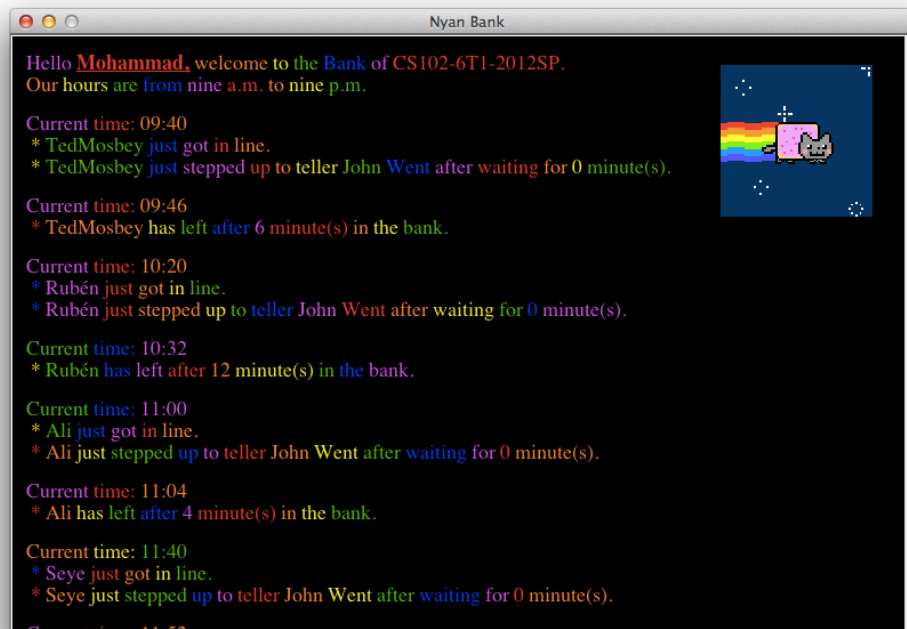 Nyan Bank
Hello Mohammad, welcome to the Bank of CS102-6T1-2012SP.
Our hours are from nine a.m. to nine p.m.
Current time: 09:40
* TedMosbey just got in line.
* TedMosbey just stepped up to teller John Went after waiting for 0 minute(s).
Current time: 09:46
* TedMosbey has left after 6 minute(s) in the bank.
Current time: 10:20
* Rubén just got in line.
* Rubén just stepped up to teller John Went after waiting for 0 minute(s).
Current time: 10:32
* Rubén has left after 12 minute(s) in the bank.
Current time: 11:00
* Ali just got in line.
* Ali just stepped up to teller John Went after waiting for 0 minute(s).
Current time: 11:04
* Ali has left after 4 minute(s) in the bank.
Current time: 11:40
* Seye just got in line.
* Seye just stepped up to teller John Went after waiting for 0 minute(s).